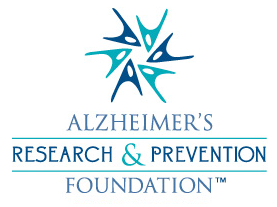 ALZHEIMER'S
RESEARCH & PREVENTION
FOUNDATION™